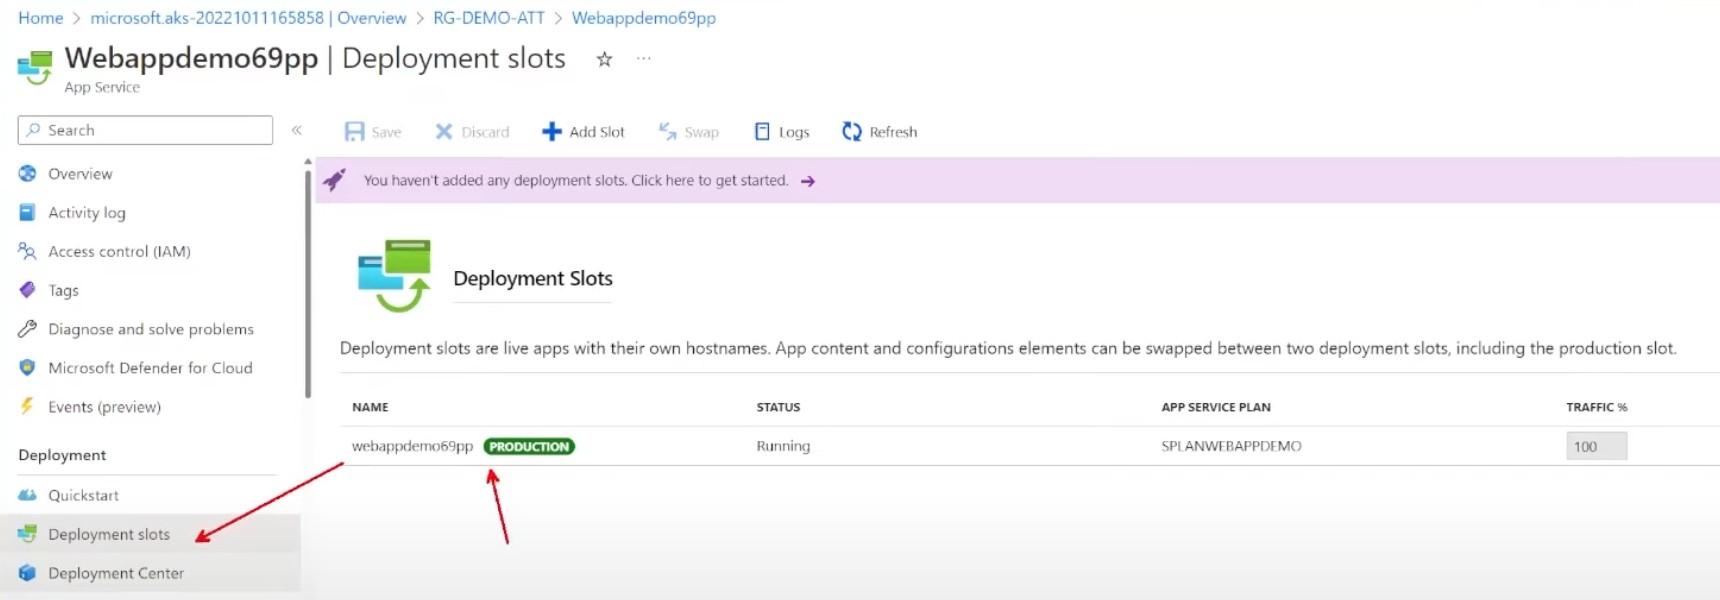 Home > microsoft.aks-20221011165858 | Overview > RG-DEMO-ATT > Webappdemo69pp
Webappdemo69pp | Deployment slots
App Service
Search
Save Discard Add Slot Swap Logs Refresh
You haven't added any deployment slots. Click here to get started. →
Overview
Activity log
Access control (IAM)
Tags
Diagnose and solve problems
Microsoft Defender for Cloud
Events (preview)
Deployment
Quickstart
Deployment slots
Deployment Center
Deployment Slots
Deployment slots are live apps with their own hostnames. App content and configurations elements can be swapped between two deployment slots, including the production slot.
NAME STATUS APP SERVICE PLAN TRAFFIC %
webappdemo69pp PRODUCTION Running SPLANWEBAPPDEMO 100